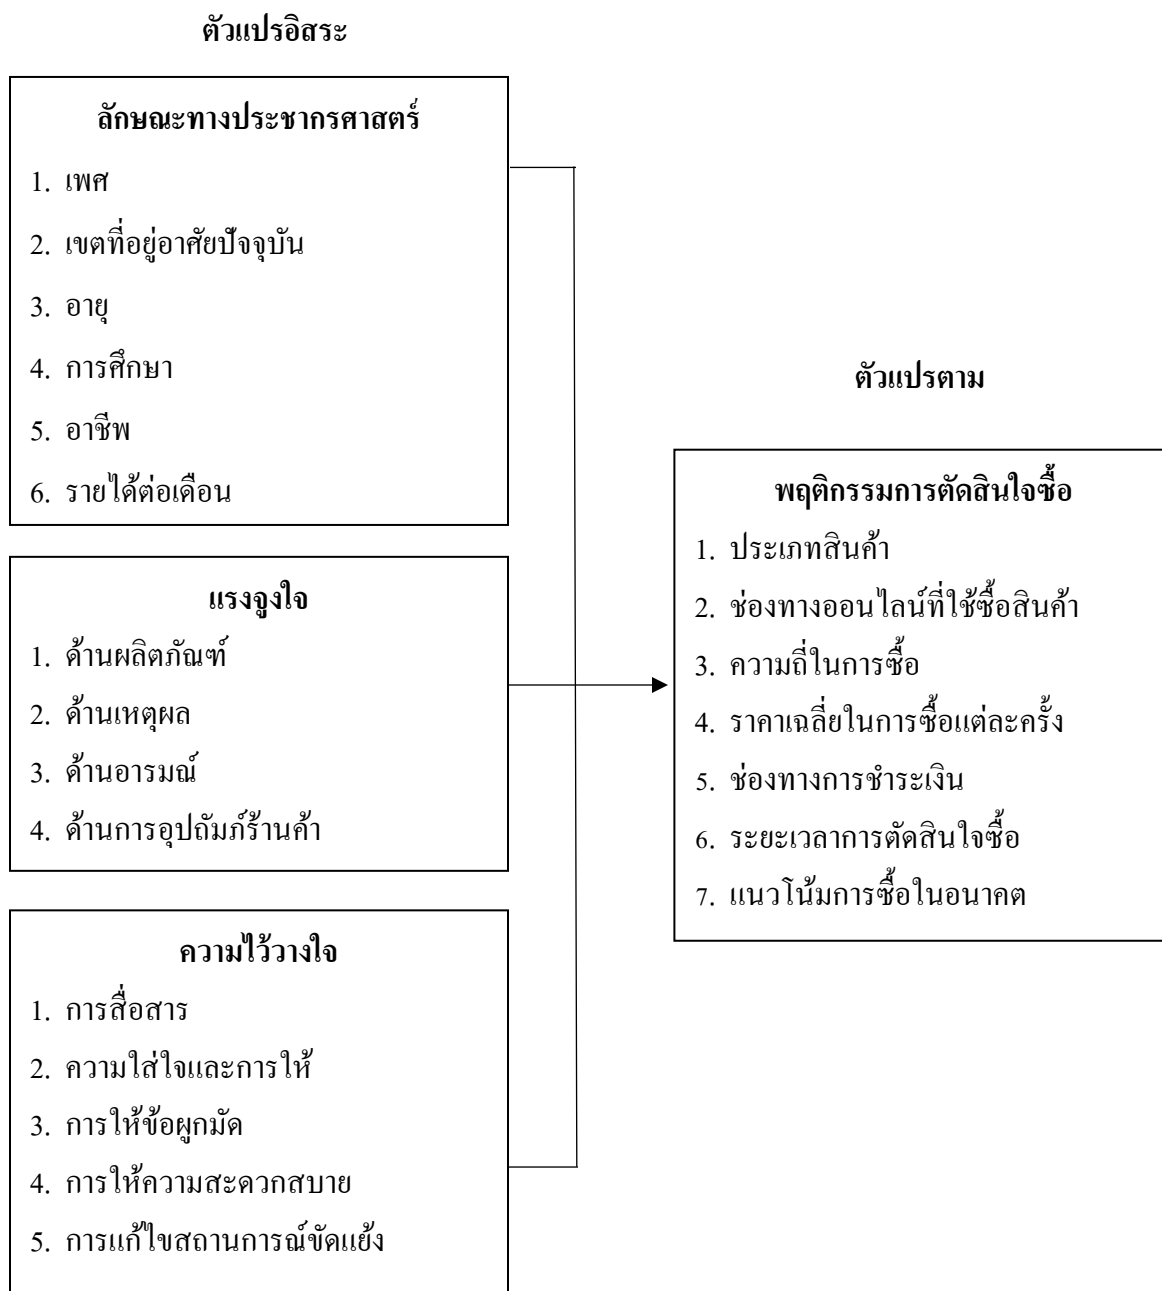 ตัวแปรอิสระ
ลักษณะทางประชากรศาสตร์
1. เพศ
2. เขตที่อยู่อาศัยปัจจุบัน
3. อายุ
4. การศึกษา
5. อาชีพ
6. รายได้ต่อเดือน
แรงจูงใจ
1. ด้านผลิตภัณฑ์
2. ด้านเหตุผล
3. ด้านอารมณ์
4. ด้านการอุปถัมภ์ร้านค้า
ความไว้วางใจ
1. การสื่อสาร
2. ความใส่ใจและการให้
3. การให้ข้อผูกมัด
4. การให้ความสะดวกสบาย
5. การแก้ไขสถานการณ์ขัดแย้ง
ตัวแปรตาม
พฤติกรรมการตัดสินใจซื้อ
1. ประเภทสินค้า
2. ช่องทางออนไลน์ที่ใช้ซื้อสินค้า
3. ความถี่ในการซื้อ
4. ราคาเฉลี่ยในการซื้อแต่ละครั้ง
5. ช่องทางการชำระเงิน
6. ระยะเวลาการตัดสินใจซื้อ
7. แนวโน้มการซื้อในอนาคต